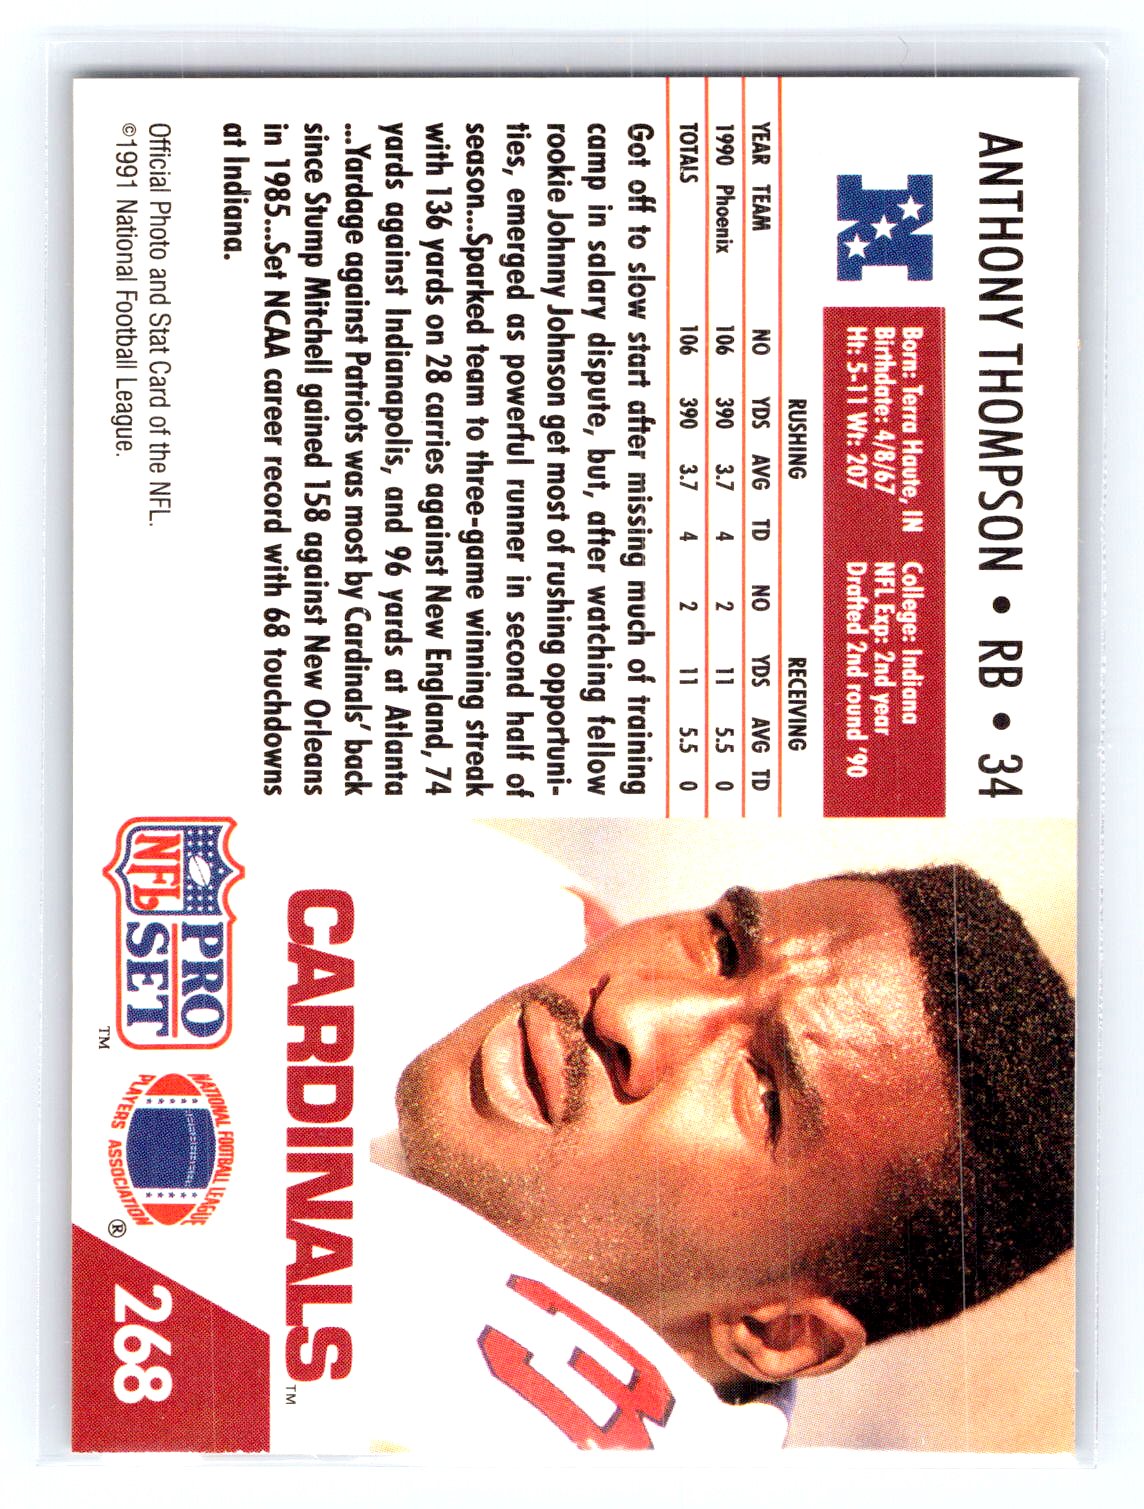 ANTHONY THOMPSON • RB • 34
Born: Terra Haute, IN College: Indiana
Birthdate: 4/8/67 NFL Exp: 2nd year
Ht: 5-11 Wt: 207 Drafted 2nd round '90
RUSHING RECEIVING
YEAR TEAM NO YDS AVG TD NO YDS AVG TD
1990 Phoenix 106 390 3.7 4 2 11 5.5 0
TOTALS 106 390 3.7 4 2 11 5.5 0
Got off to slow start after missing much of training
camp in salary dispute, but, after watching fellow
rookie Johnny Johnson get most of rushing opportuni-
ties, emerged as powerful runner in second half of
season...Sparked team to three-game winning streak
with 136 yards on 28 carries against New England, 74
yards against Indianapolis, and 96 yards at Atlanta
...Yardage against Patriots was most by Cardinals' back
since Stump Mitchell gained 158 against New Orleans
in 1985...Set NCAA career record with 68 touchdowns
at Indiana.
Official Photo and Stat Card of the NFL.
©1991 National Football League.
CARDINALS™
NFL
PRO
SET
™
NATIONAL FOOTBALL LEAGUE
PLAYERS ASSOCIATION
®
268